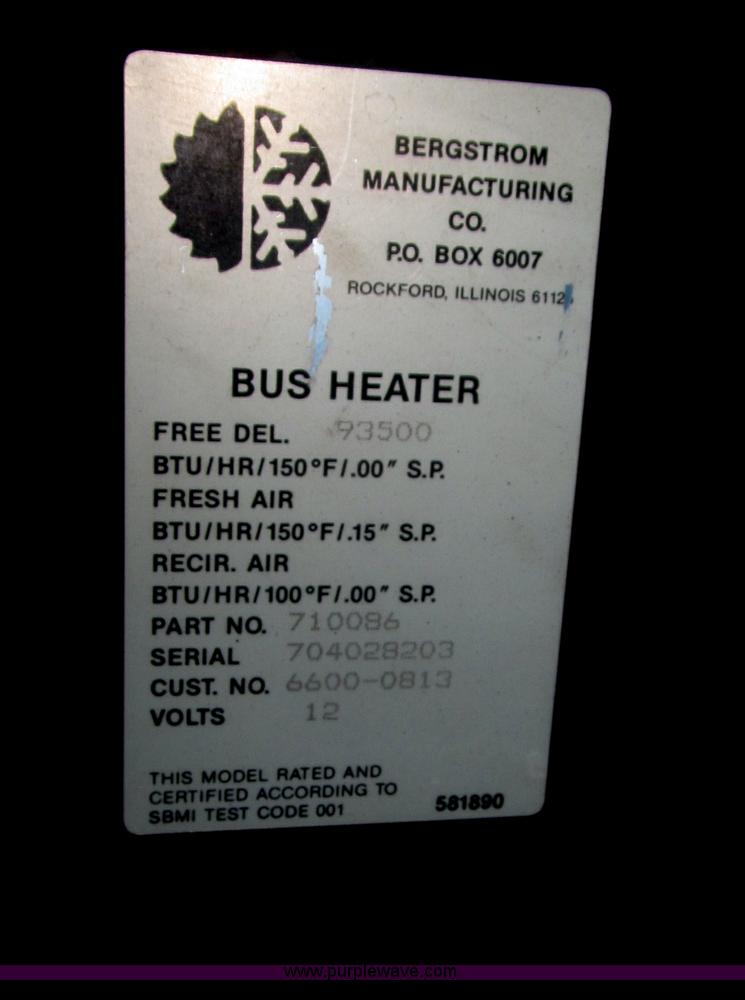 BERGSTROM
MANUFACTURING
CO.
P.O. BOX 6007
ROCKFORD, ILLINOIS
BUS HEATER
FREE DEL. 93500
BTU/HR/150°F/.00" S.P.
FRESH AIR
BTU/HR/150°F/.15" S.P.
RECIR. AIR
BTU/HR/100°F/.00" S.P.
PART NO. 710086
SERIAL 704028203
CUST. NO. 6600-0813
VOLTS 12
THIS MODEL RATED AND
CERTIFIED ACCORDING TO
SBMI TEST CODE 001
581890
www.purplewave.com